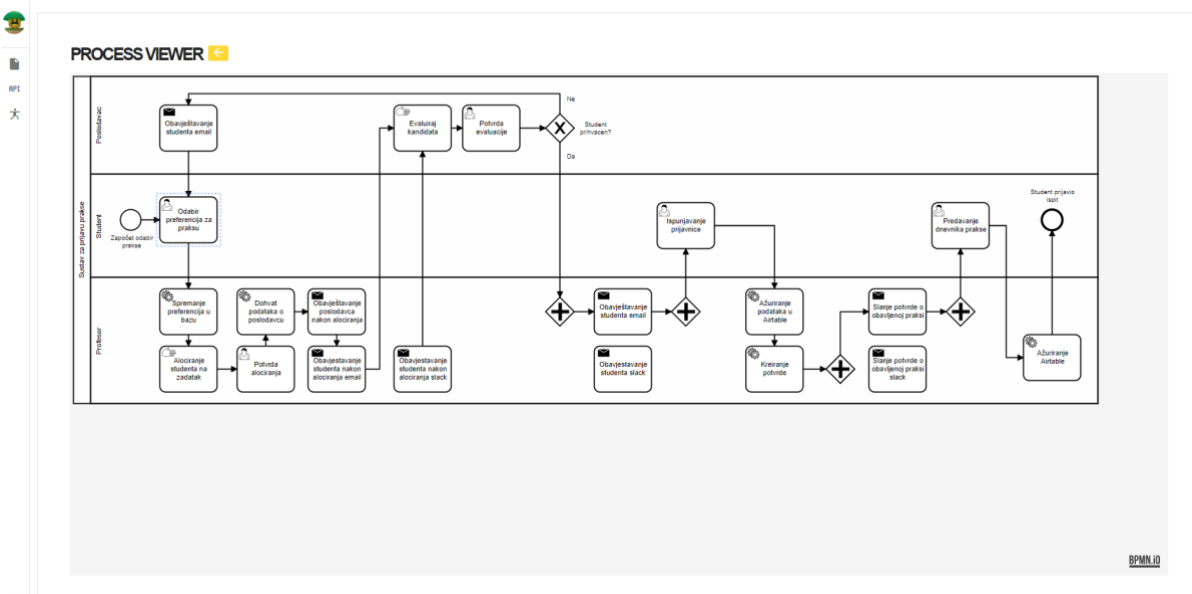 PROCESS VIEWER
API
Sustav za prijavu prakse
Poslodavac
Obavještavanje
studenta email
Evaluiraj
kandidata
Potvrda
evaluacije
Ne
Student
prihvacen?
Da
Student
Započet odabir
prakse
Odabir
preferencija za
praksu
Ispunjavanje
prijavnice
Predavanje
dnevnika prakse
Student prijavio
ispit
Profesor
Spremanje
preferencija u
bazu
Dohvat
podataka o
poslodavcu
Obavještavanje
poslodavca
nakon alociranja
Alociranje
studenta na
zadatak
Potvrda
alociranja
Obavjestavanje
studenta nakon
alociranja email
Obavjestavanje
studenta nakon
alociranja slack
Obavještavanje
studenta email
Obavjestavanje
studenta slack
Ažuriranje
podataka u
Airtable
Kreiranje
potvrde
Slanje potvrde o
obavljenoj praksi
Slanje potvrde o
obavljenoj praksi
slack
Ažuriranje
Airtable
BPMN.iO